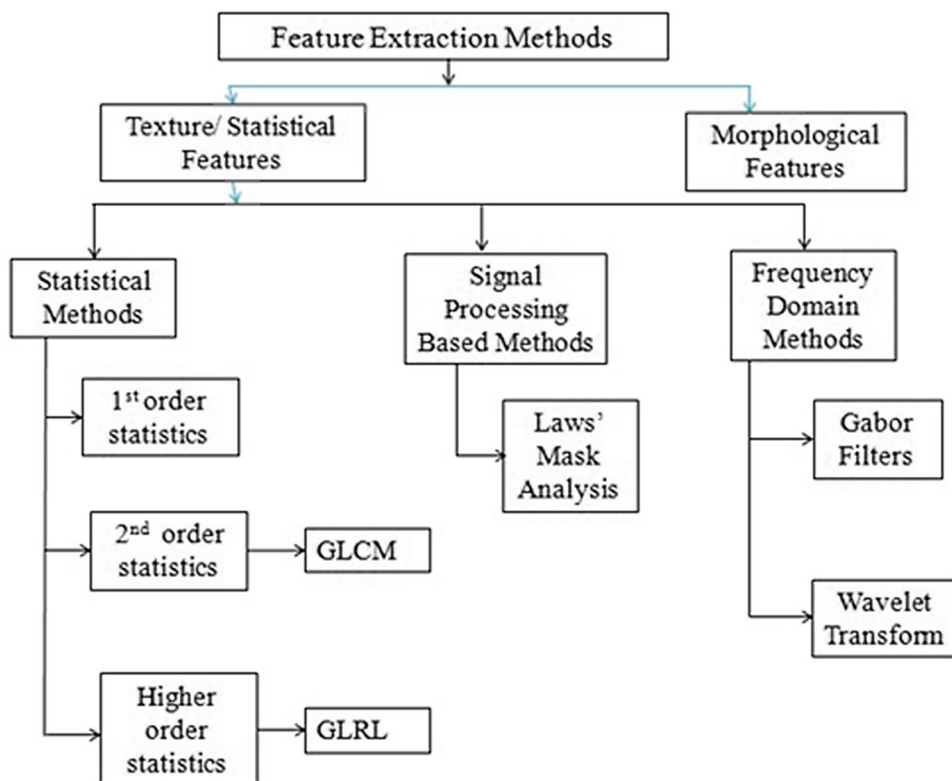 Feature Extraction Methods
Texture/ Statistical
Features
Morphological
Features
Statistical
Methods
Signal
Processing
Based Methods
Frequency
Domain
Methods
1st order
statistics
Laws’
Mask
Analysis
Gabor
Filters
2nd order
statistics
GLCM
Wavelet
Transform
Higher
order
statistics
GLRL